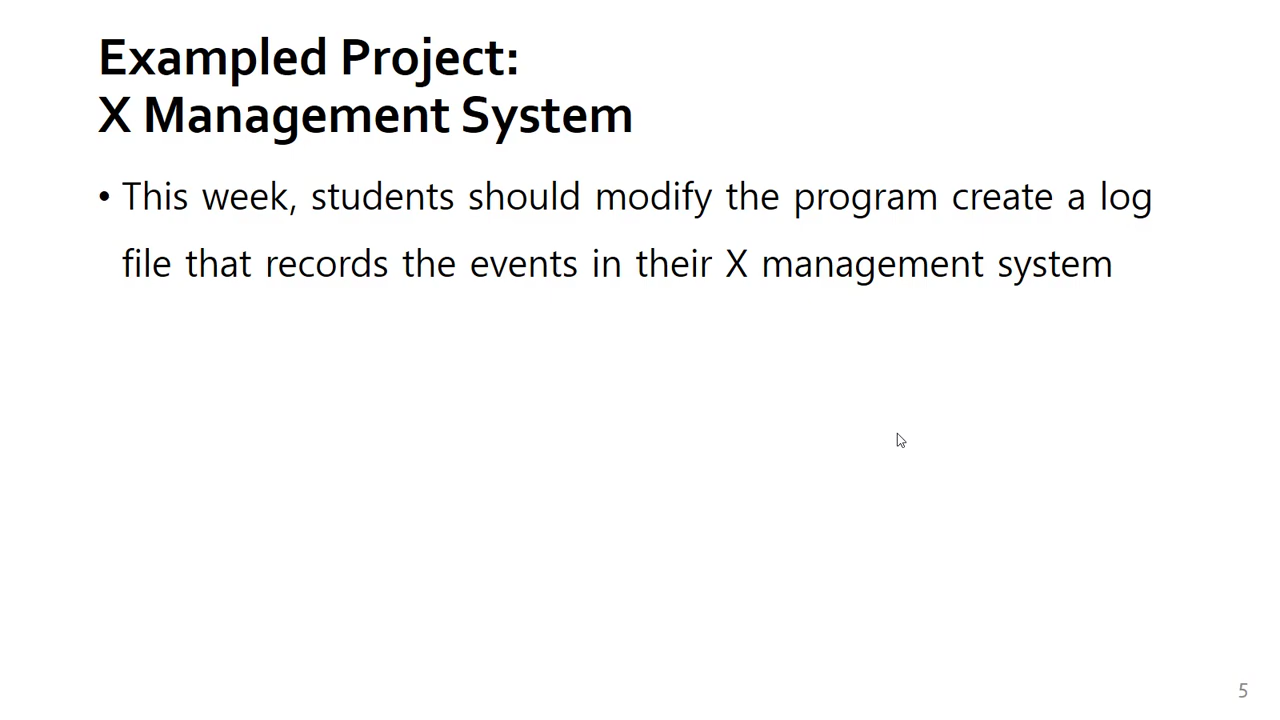 Exampled Project:
X Management System
• This week, students should modify the program create a log
file that records the events in their X management system
5